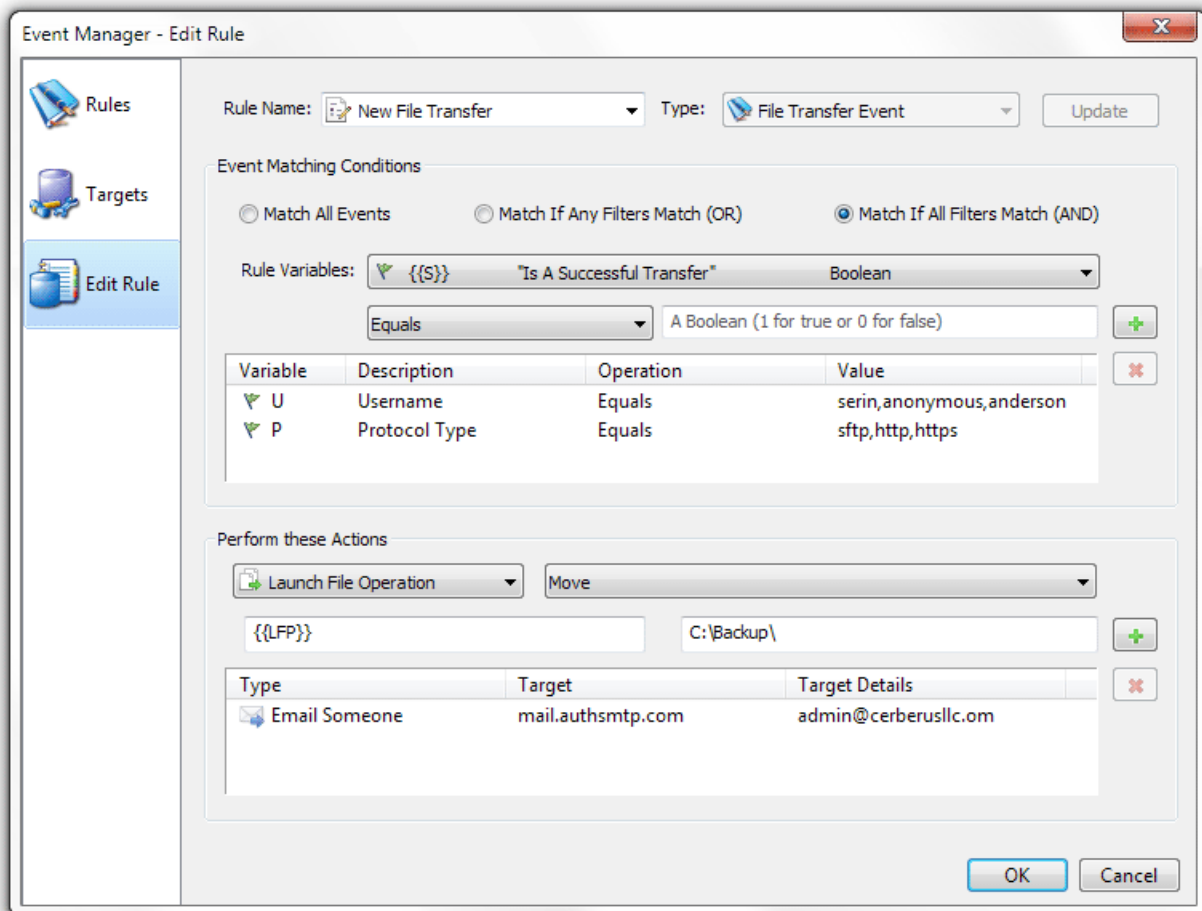 Event Manager - Edit Rule
Rules
Targets
Edit Rule
Rule Name: New File Transfer Type: File Transfer Event Update
Event Matching Conditions
Match All Events Match If Any Filters Match (OR) Match If All Filters Match (AND)
Rule Variables: {{S}} "Is A Successful Transfer" Boolean
Equals A Boolean (1 for true or 0 for false)
Variable Description Operation Value
U Username Equals serin,anonymous,anderson
P Protocol Type Equals sftp,http,https
Perform these Actions
Launch File Operation Move
{{LFP}} C:\Backup\
Type Target Target Details
Email Someone mail.authsmtp.com admin@cerberusllc.om
OK Cancel